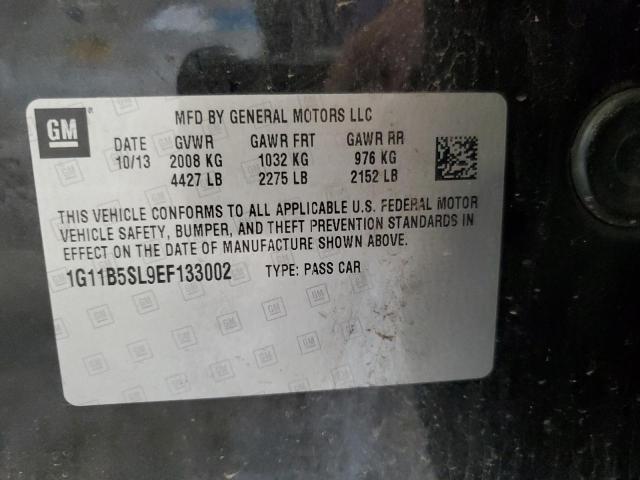 GM
MFD BY GENERAL MOTORS LLC
DATE GVWR GAWR FRT GAWR RR
10/13 2008 KG 1032 KG 976 KG
4427 LB 2275 LB 2152 LB
THIS VEHICLE CONFORMS TO ALL APPLICABLE U.S. FEDERAL MOTOR
VEHICLE SAFETY, BUMPER, AND THEFT PREVENTION STANDARDS IN
EFFECT ON THE DATE OF MANUFACTURE SHOWN ABOVE.
1G11B5SL9EF133002 TYPE: PASS CAR